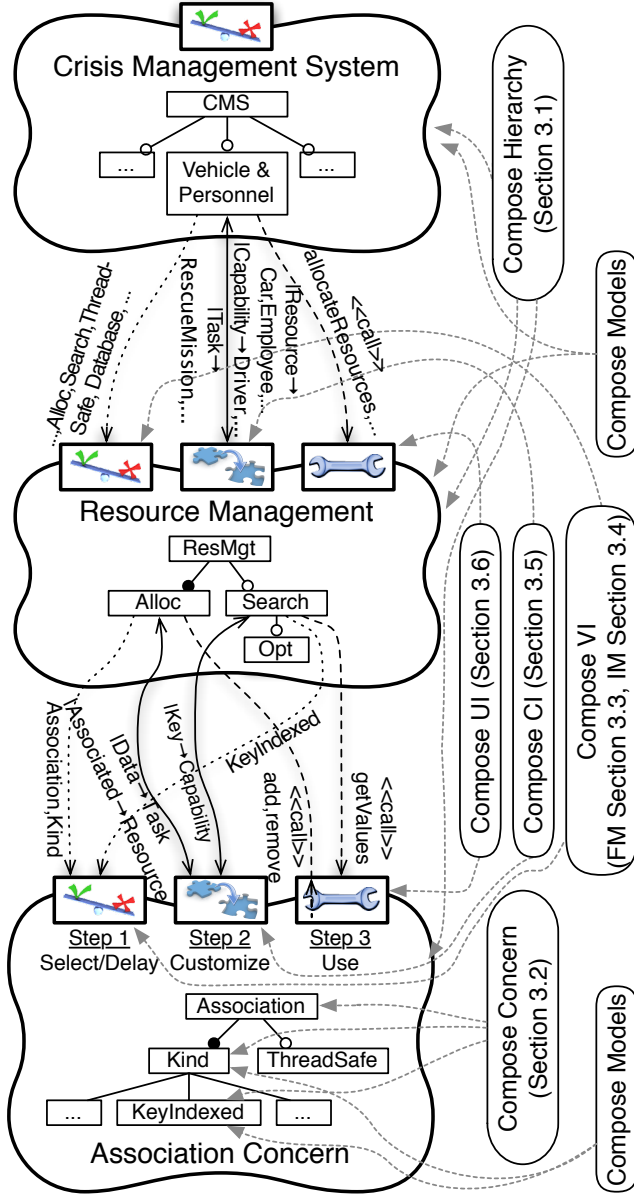 Crisis Management System
CMS
...
Vehicle &
Personnel
...
Compose Hierarchy
(Section 3.1)
Compose Models
...,Alloc,Search,Thread-
Safe, Database,...
ITask→
RescueMission,...
ICapability→Driver,...
IResource→
Car,Employee,...
<<call>>
allocateResources,...
Resource Management
ResMgt
Alloc
Search
Opt
Compose UI (Section 3.6)
Compose CI (Section 3.5)
Compose VI
(FM Section 3.3, IM Section 3.4)
Association,Kind
IAssociated→Resource
IData→Task
IKey→Capability
KeyIndexed
<<call>>
add,remove
<<call>>
getValues
Step 1
Select/Delay
Step 2
Customize
Step 3
Use
Association
Kind
ThreadSafe
...
KeyIndexed
...
Association Concern
Compose Concern
(Section 3.2)
Compose Models